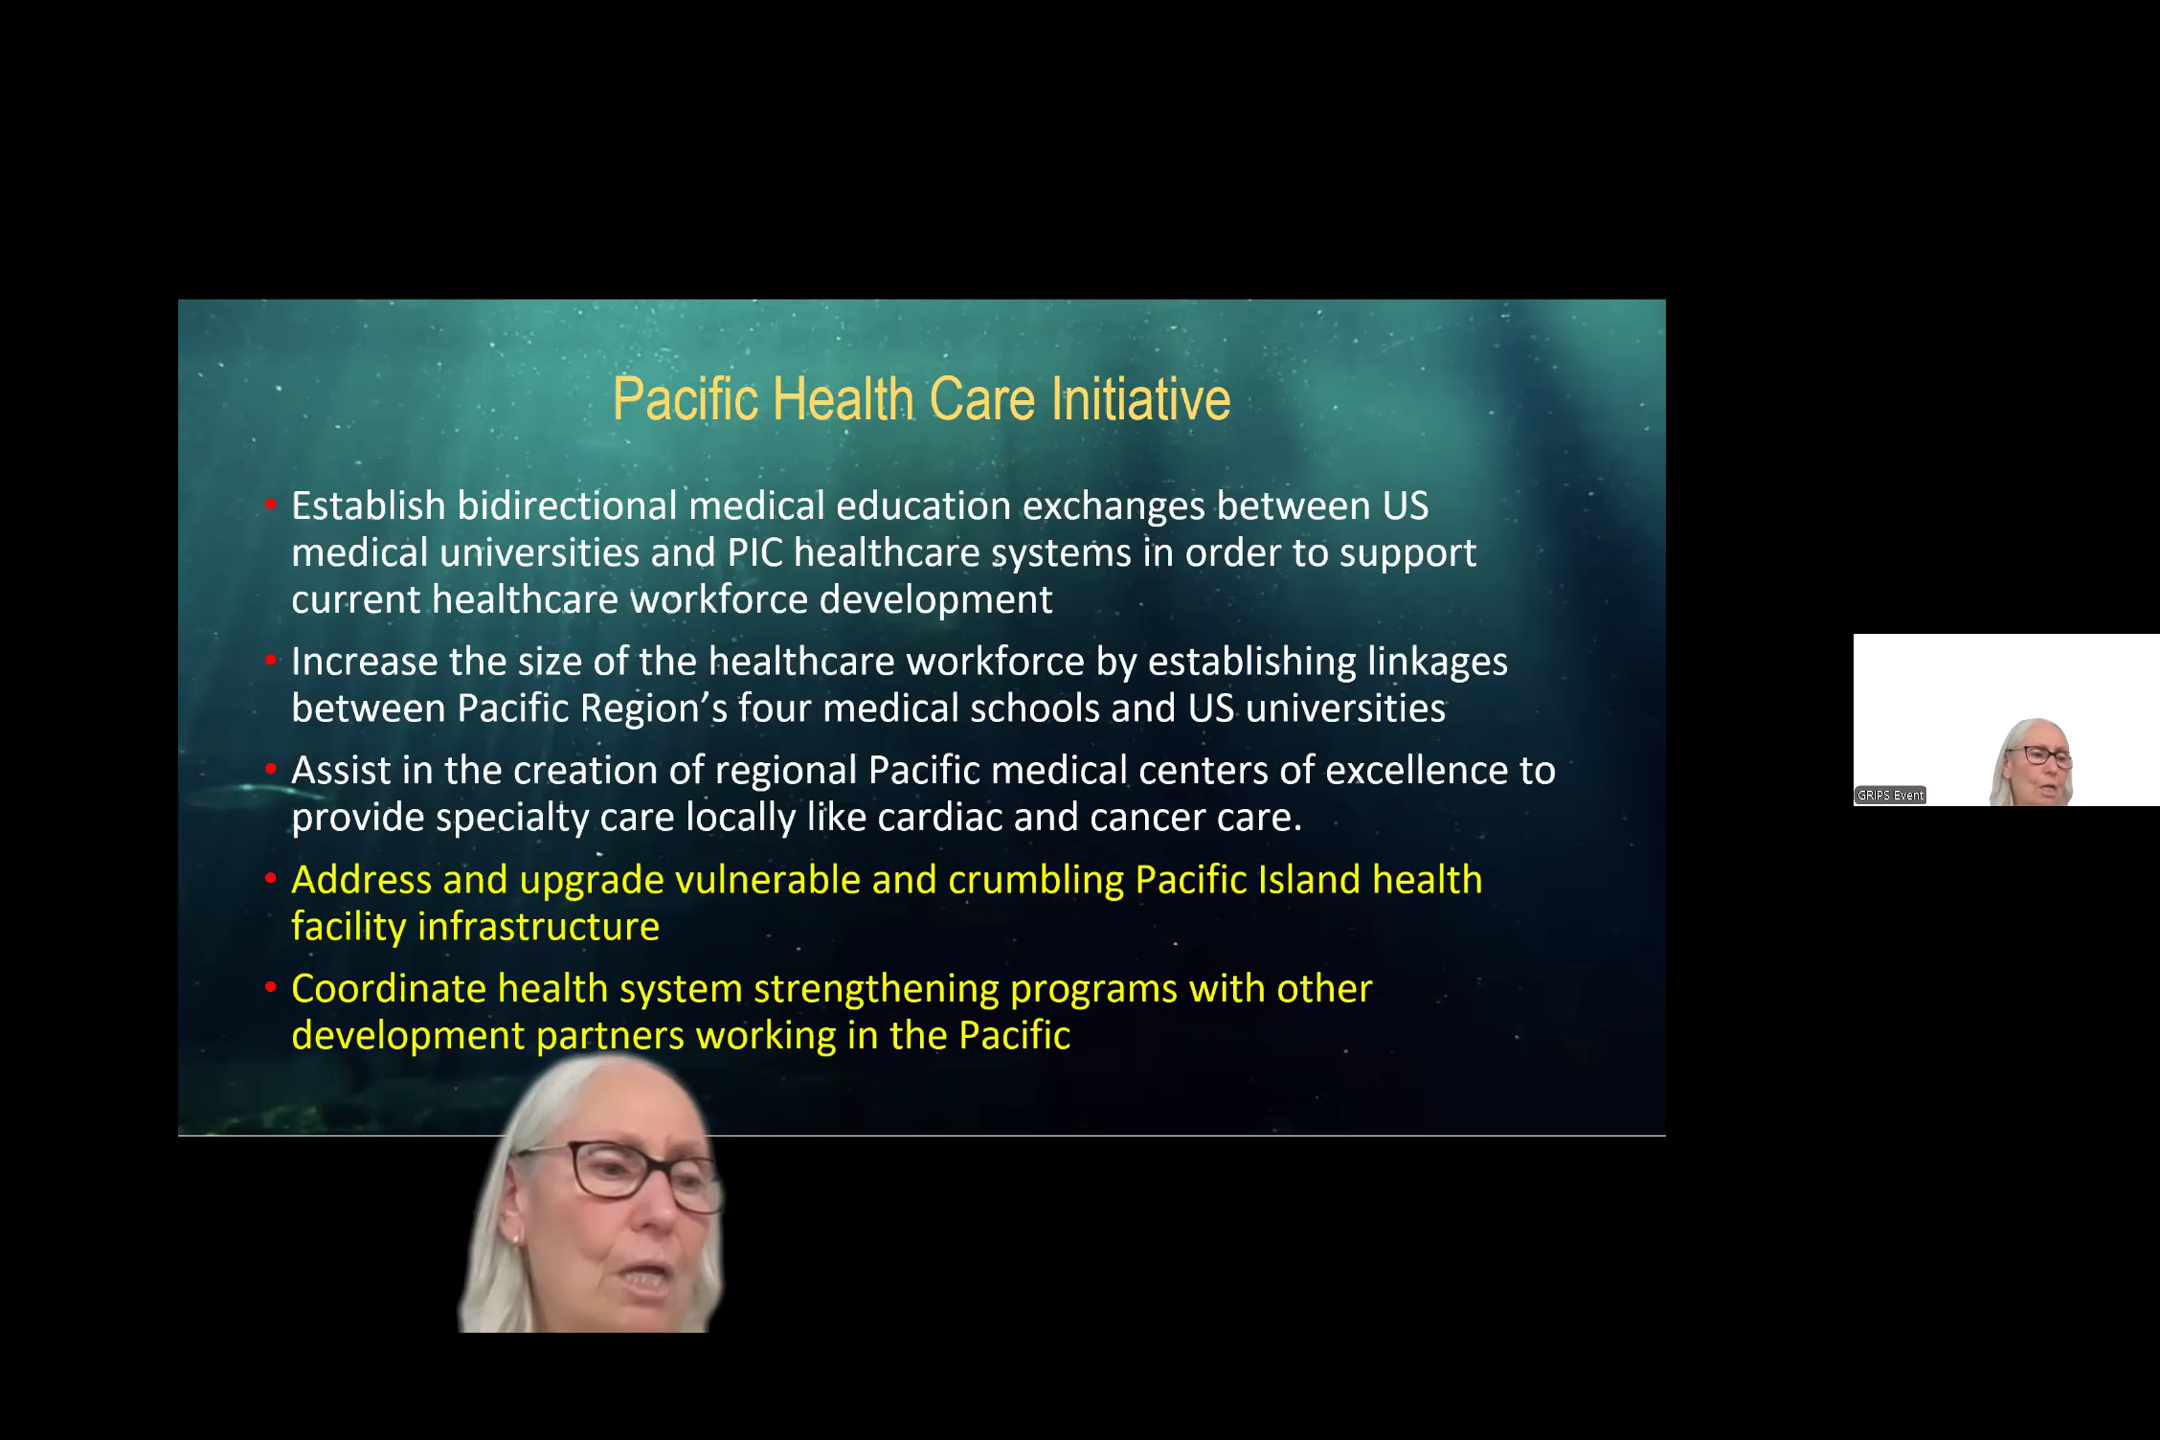 Pacific Health Care Initiative
• Establish bidirectional medical education exchanges between US
medical universities and PIC healthcare systems in order to support
current healthcare workforce development
• Increase the size of the healthcare workforce by establishing linkages
between Pacific Region’s four medical schools and US universities
• Assist in the creation of regional Pacific medical centers of excellence to
provide specialty care locally like cardiac and cancer care.
• Address and upgrade vulnerable and crumbling Pacific Island health
facility infrastructure
• Coordinate health system strengthening programs with other
development partners working in the Pacific
GRIPS Event